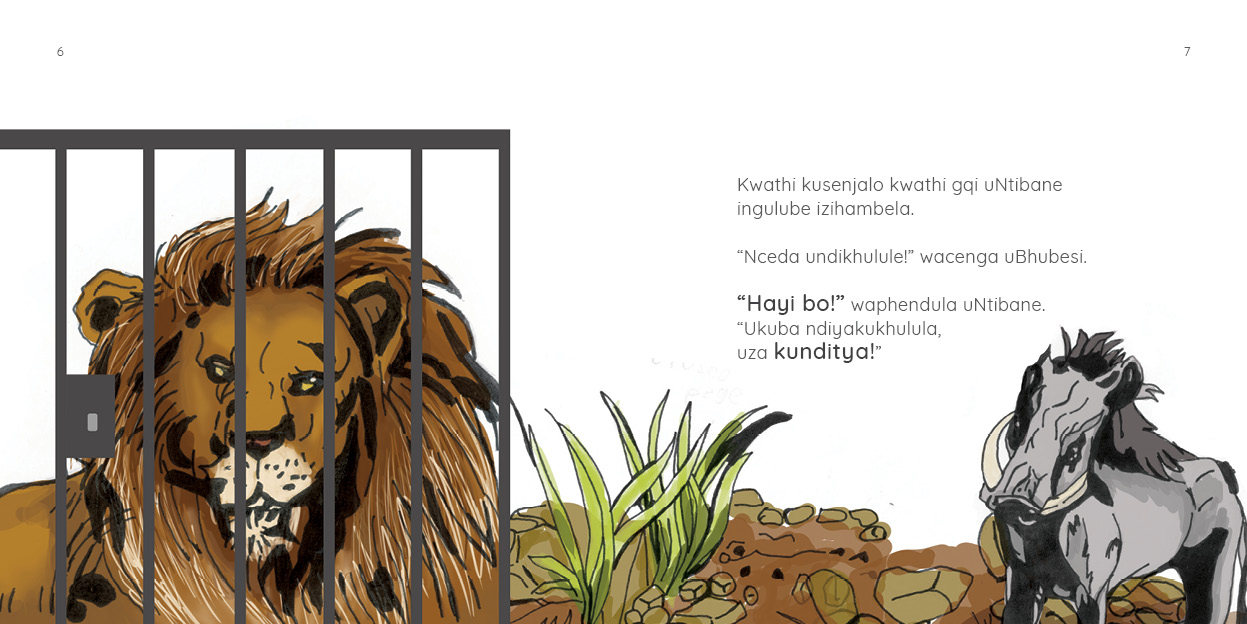 6
7
Kwathi kusenjalo kwathi gqi uNtibane
ingulube izihambela.
“Nceda undikhulule!” wacenga uBhubesi.
“Hayi bo!” waphendula uNtibane.
“Ukuba ndiyakukhulula,
uza kunditya!”